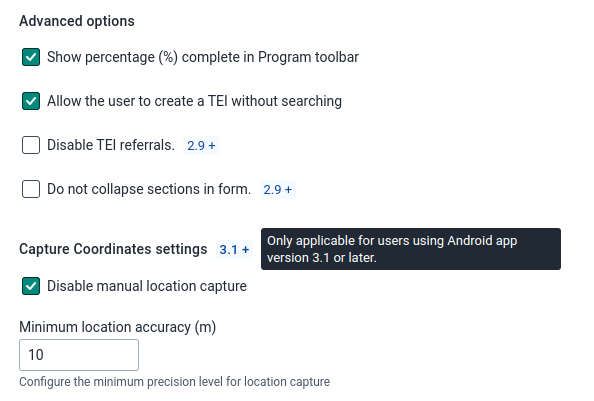 Advanced options
Show percentage (%) complete in Program toolbar
Allow the user to create a TEI without searching
Disable TEI referrals. 2.9 +
Do not collapse sections in form. 2.9 +
Capture Coordinates settings 3.1 +
Only applicable for users using Android app
version 3.1 or later.
Disable manual location capture
Minimum location accuracy (m)
10
Configure the minimum precision level for location capture